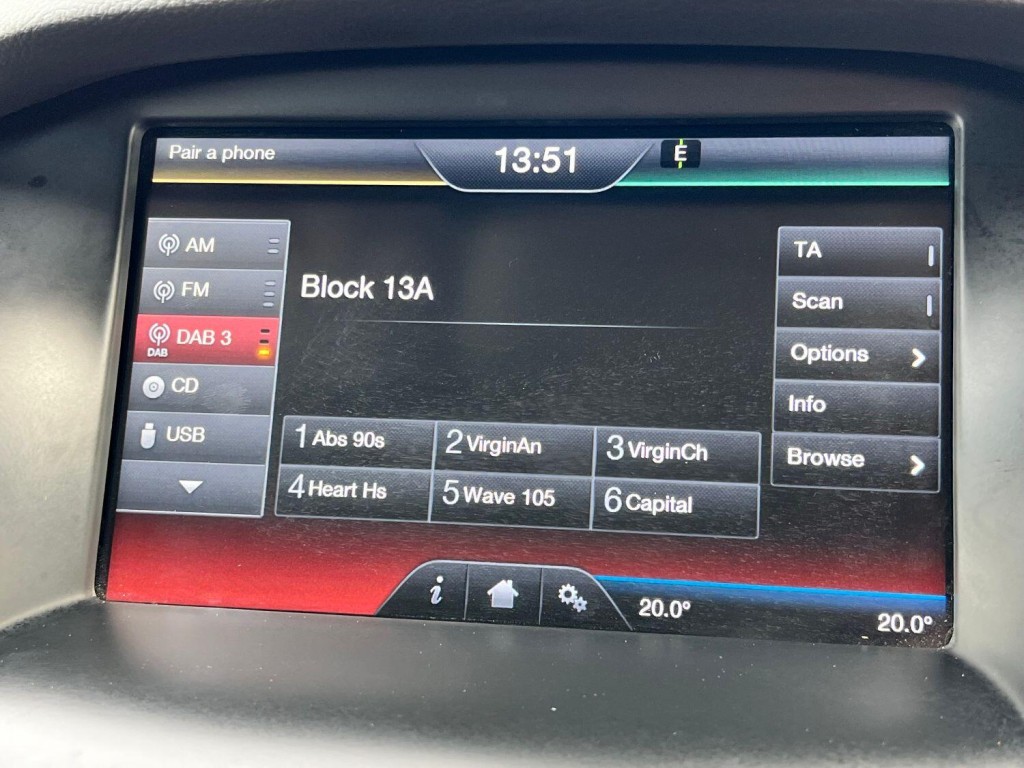 Pair a phone
13:51
E
AM
FM
DAB 3
DAB
CD
USB
Block 13A
1 Abs 90s
2 VirginAn
3 VirginCh
4 Heart Hs
5 Wave 105
6 Capital
TA
Scan
Options
Info
Browse
i
20.0°
20.0°